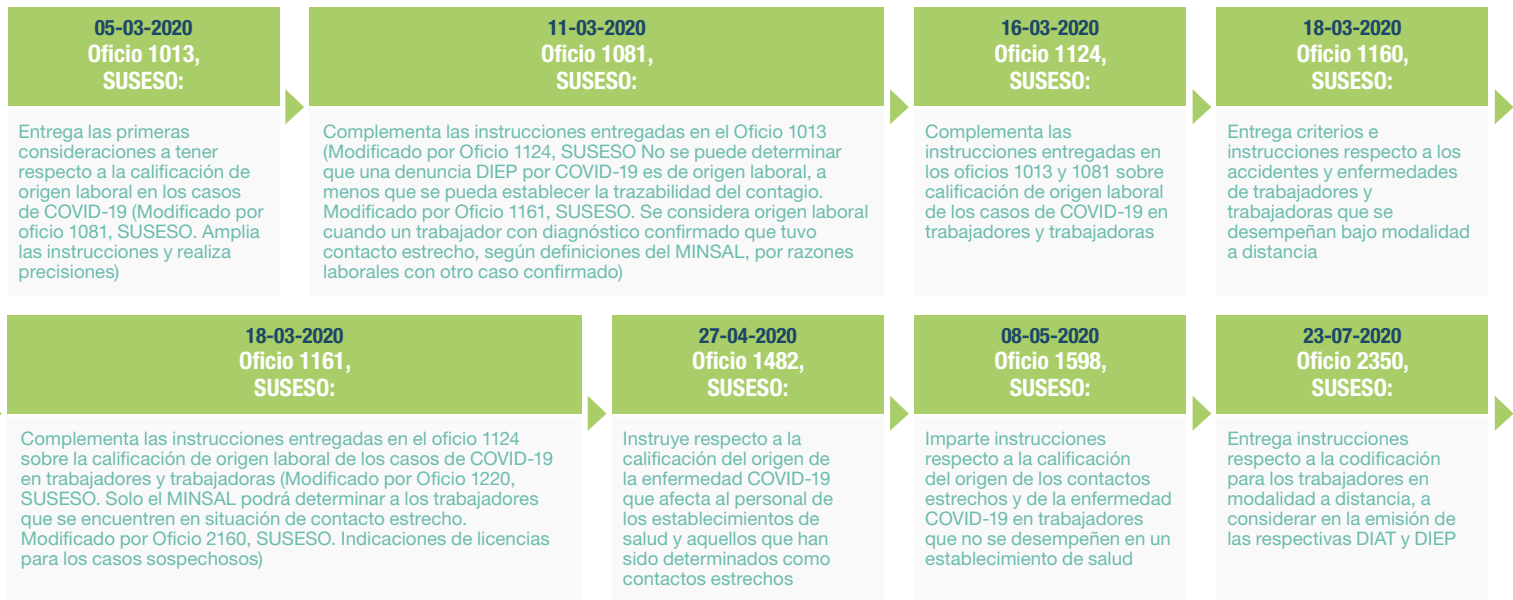 05-03-2020
Oficio 1013,
SUSESO:
Entrega las primeras
consideraciones a tener
respecto a la calificación de
origen laboral en los casos
de COVID-19 (Modificado por
oficio 1081, SUSESO. Amplia
las instrucciones y realiza
precisiones)
11-03-2020
Oficio 1081,
SUSESO:
Complementa las instrucciones entregadas en el Oficio 1013
(Modificado por Oficio 1124, SUSESO No se puede determinar
que una denuncia DIEP por COVID-19 es de origen laboral, a
menos que se pueda establecer la trazabilidad del contagio.
Modificado por Oficio 1161, SUSESO. Se considera origen laboral
cuando un trabajador con diagnóstico confirmado que tuvo
contacto estrecho, según definiciones del MINSAL, por razones
laborales con otro caso confirmado)
16-03-2020
Oficio 1124,
SUSESO:
Complementa las
instrucciones entregadas en
los oficios 1013 y 1081 sobre
calificación de origen laboral
de los casos de COVID-19 en
trabajadores y trabajadoras
18-03-2020
Oficio 1160,
SUSESO:
Entrega criterios e
instrucciones respecto a los
accidentes y enfermedades
de trabajadores y
trabajadoras que se
desempeñan bajo modalidad
a distancia
18-03-2020
Oficio 1161,
SUSESO:
Complementa las instrucciones entregadas en el oficio 1124
sobre la calificación de origen laboral de los casos de COVID-19
en trabajadores y trabajadoras (Modificado por Oficio 1220,
SUSESO. Solo el MINSAL podrá determinar a los trabajadores
que se encuentren en situación de contacto estrecho.
Modificado por Oficio 2160, SUSESO. Indicaciones de licencias
para los casos sospechosos)
27-04-2020
Oficio 1482,
SUSESO:
Instruye respecto a la
calificación del origen de
la enfermedad COVID-19
que afecta al personal de
los establecimientos de
salud y aquellos que han
sido determinados como
contactos estrechos
08-05-2020
Oficio 1598,
SUSESO:
Imparte instrucciones
respecto a la calificación
del origen de los contactos
estrechos y de la enfermedad
COVID-19 en trabajadores
que no se desempeñen en un
establecimiento de salud
23-07-2020
Oficio 2350,
SUSESO:
Entrega instrucciones
respecto a la codificación
para los trabajadores en
modalidad a distancia, a
considerar en la emisión de
las respectivas DIAT y DIEP